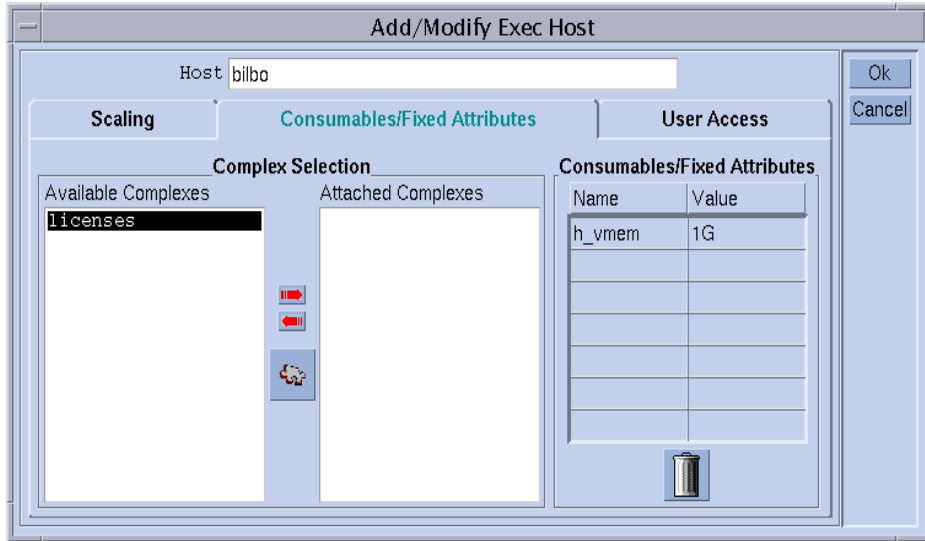 Add/Modify Exec Host
Host bilbo
Ok
Cancel
Scaling
Consumables/Fixed Attributes
User Access
Complex Selection
Available Complexes
Attached Complexes
licenses
Consumables/Fixed Attributes
Name Value
h_vmem 1G